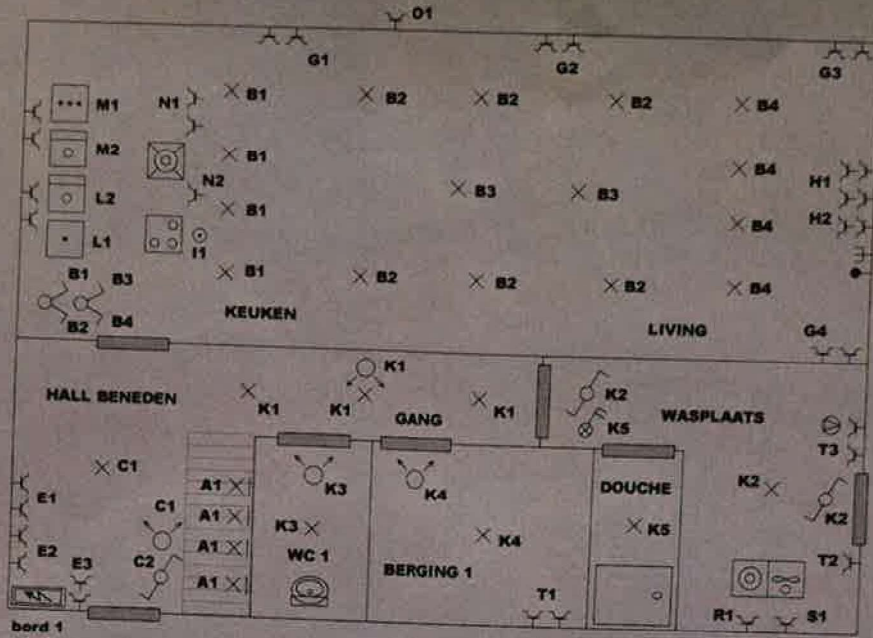 O1
G1 G2 G3
M1 N1 B1 B2 B2 B2 B4
M2 B1 B4 H1
L2 N2 B3 B3
B1 B4 H2
L1 I1
B1 B3 B1 B2 B2 B2 B4
B2 B4 KEUKEN LIVING G4
K1
HALL BENEDEN K1 K1 K1 K2 WASPLAATS
GANG K5
T3
C1 A1 K3 K4 DOUCHE K2
E1 C1 A1 K3 K4 K5 K2
E2 C2 A1 WC 1
E3 A1 BERGING 1 T2
T1 R1 S1
bord 1